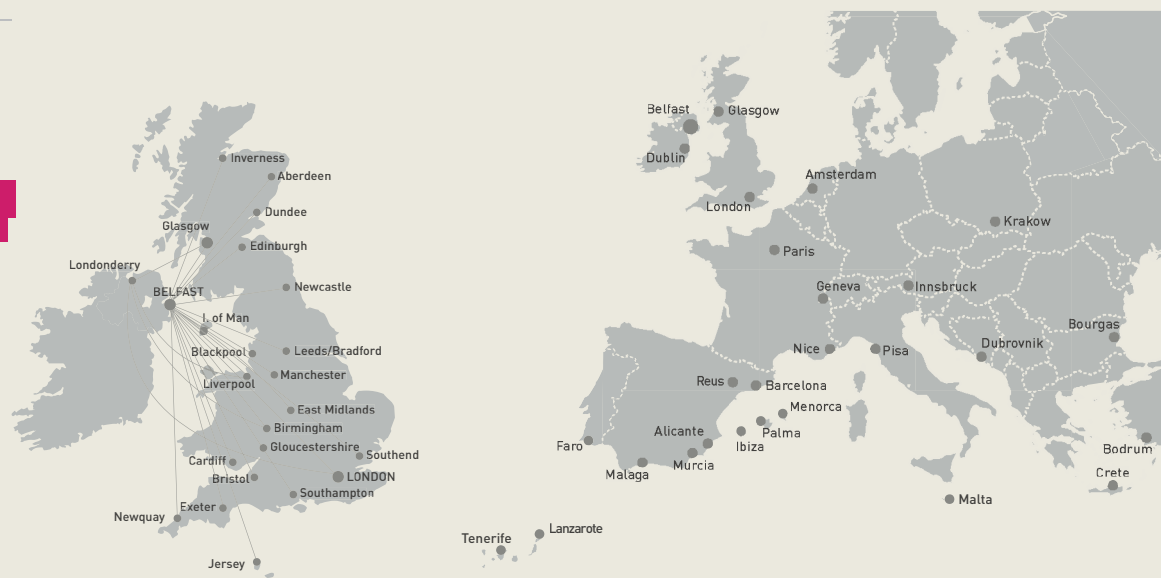 Inverness
Aberdeen
Dundee
Glasgow
Edinburgh
Londonderry
BELFAST
Newcastle
I. of Man
Blackpool
Leeds/Bradford
Liverpool
Manchester
East Midlands
Birmingham
Gloucestershire
Southend
Cardiff
Bristol
LONDON
Southampton
Exeter
Newquay
Jersey
Belfast
Glasgow
Dublin
Amsterdam
London
Krakow
Paris
Geneva
Innsbruck
Bourgas
Nice
Pisa
Dubrovnik
Reus
Barcelona
Menorca
Alicante
Palma
Ibiza
Faro
Murcia
Malaga
Bodrum
Crete
Malta
Lanzarote
Tenerife